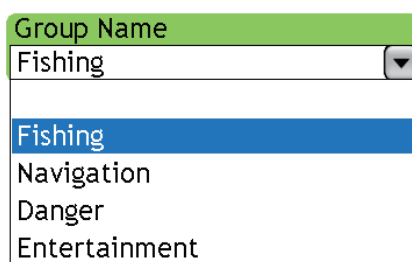 Group Name
Fishing
Fishing
Navigation
Danger
Entertainment